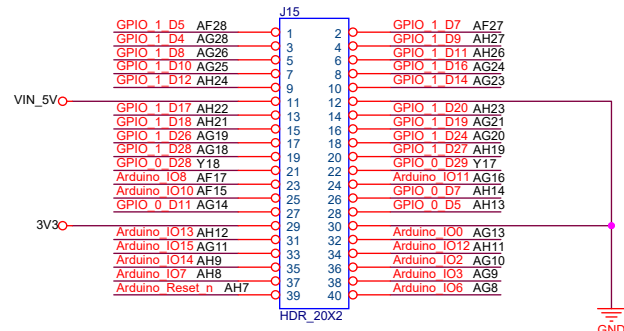 J15
GPIO_1_D5 AF28 1 2 GPIO_1_D7 AF27
GPIO_1_D4 AG28 3 4 GPIO_1_D9 AH27
GPIO_1_D8 AG26 5 6 GPIO_1_D11 AH26
GPIO_1_D10 AG25 7 8 GPIO_1_D16 AG24
GPIO_1_D12 AH24 9 10 GPIO_1_D14 AG23
VIN_5V 11 12
GPIO_1_D17 AH22 13 14 GPIO_1_D20 AH23
GPIO_1_D18 AH21 15 16 GPIO_1_D19 AG21
GPIO_1_D26 AG19 17 18 GPIO_1_D24 AG20
GPIO_1_D28 AG18 19 20 GPIO_1_D27 AH19
GPIO_0_D28 Y18 21 22 GPIO_0_D29 Y17
Arduino_IO8 AF17 23 24 Arduino_IO11 AG16
Arduino_IO10 AF15 25 26 GPIO_0_D7 AH14
GPIO_0_D11 AG14 27 28 GPIO_0_D5 AH13
3V3 29 30
Arduino_IO13 AH12 31 32 Arduino_IO0 AG13
Arduino_IO15 AG11 33 34 Arduino_IO12 AH11
Arduino_IO14 AH9 35 36 Arduino_IO2 AG10
Arduino_IO7 AH8 37 38 Arduino_IO3 AG9
Arduino_Reset_n AH7 39 40 Arduino_IO6 AG8
HDR_20X2
GND